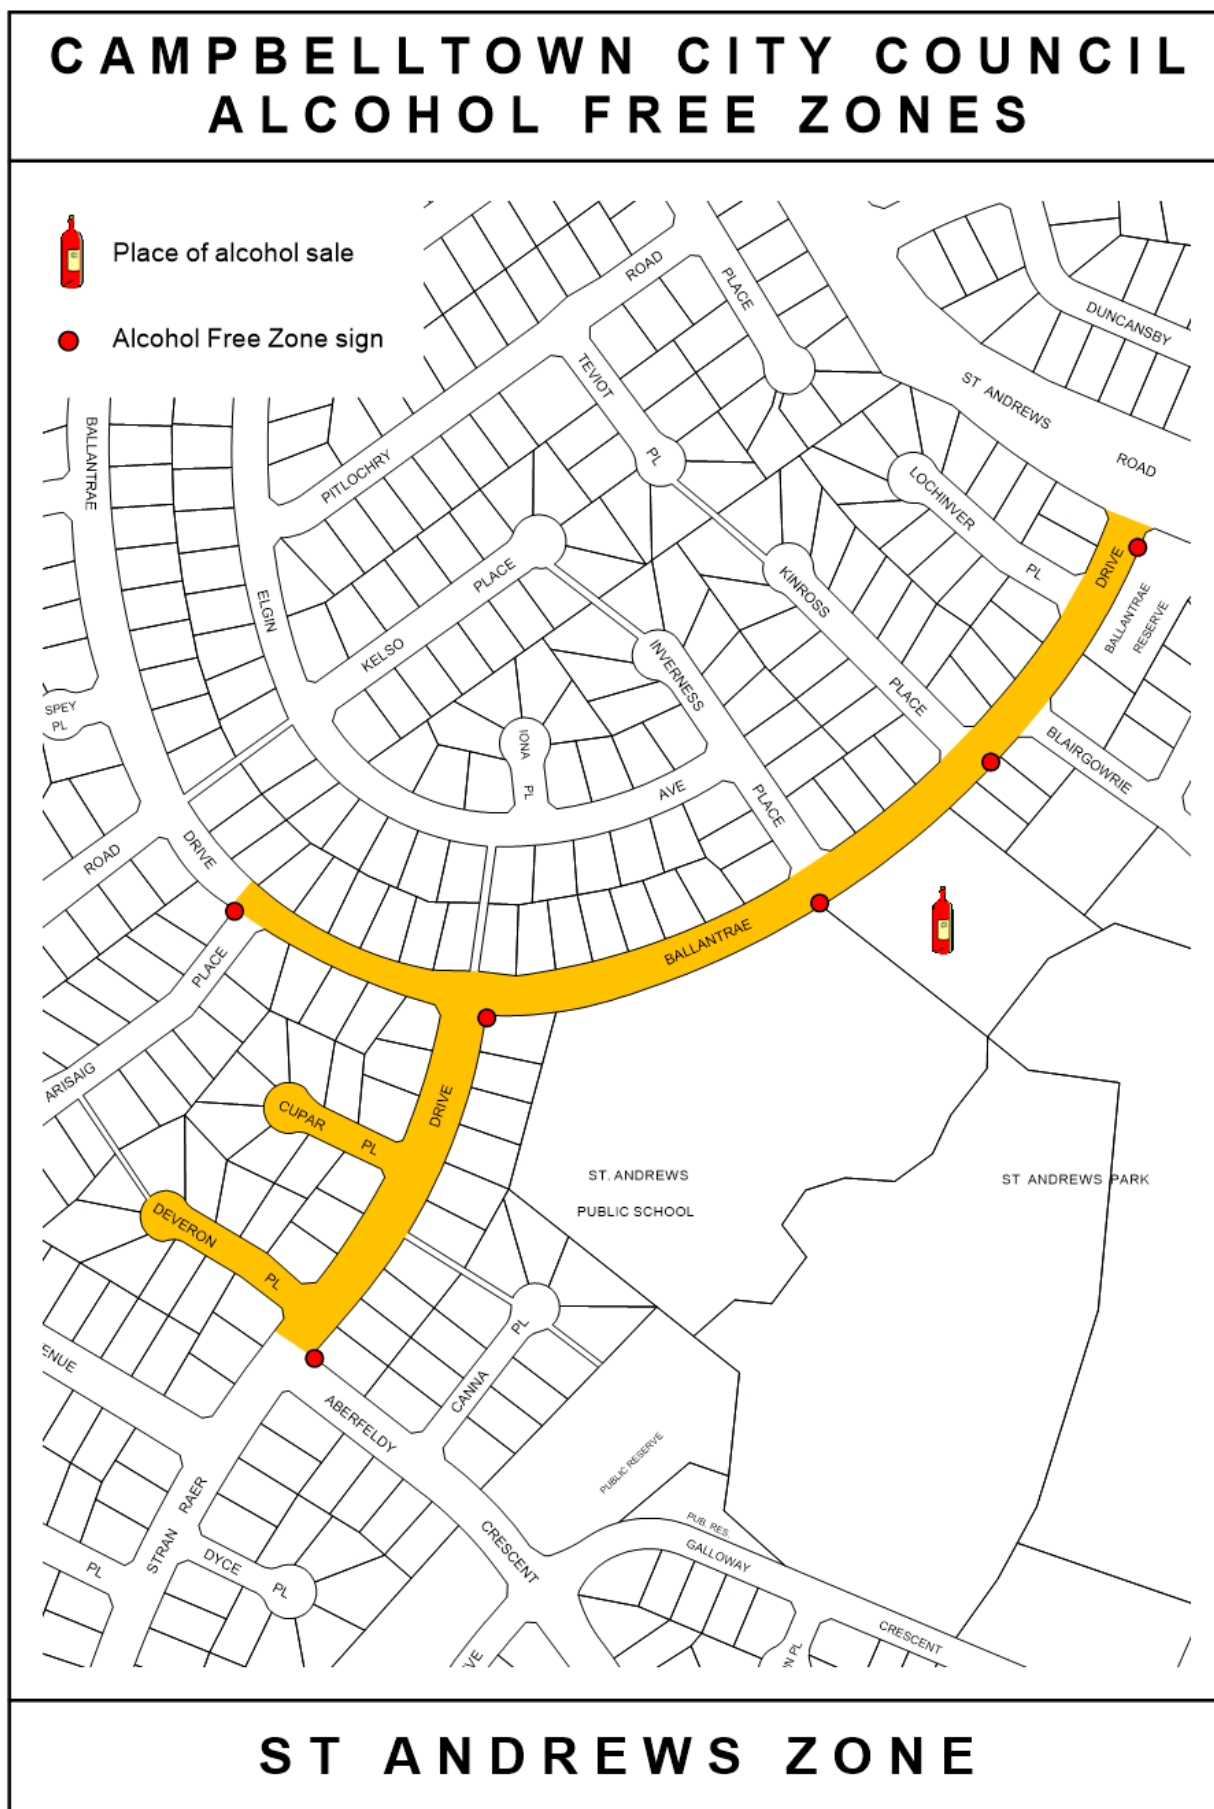 CAMPBELLTOWN CITY COUNCIL
ALCOHOL FREE ZONES
Place of alcohol sale
Alcohol Free Zone sign
ROAD
PLACE
DUNCANSBY
TEVIOT
PL
ST ANDREWS
ROAD
BALLANTRAE
PITLOCHRY
LOCHINVER
PL
DRIVE
BALLANTRAE
RESERVE
KINROSS
PLACE
PLACE
KELSO
ELGIN
INVERNESS
PLACE
SPEY
PL
IONA
PL
AVE
BLAIRGOWRIE
DRIVE
ROAD
BALLANTRAE
PLACE
ARISAIG
CUPAR
PL
DRIVE
DEVERON
PL
ST. ANDREWS
PUBLIC SCHOOL
ST ANDREWS PARK
PL
CANNA
ENUE
ABERFELDY
CRESCENT
PUBLIC RESERVE
PUB. RES.
GALLOWAY
CRESCENT
STRAN RAER
DYCE
PL
PL
VE
N PL
ST ANDREWS ZONE